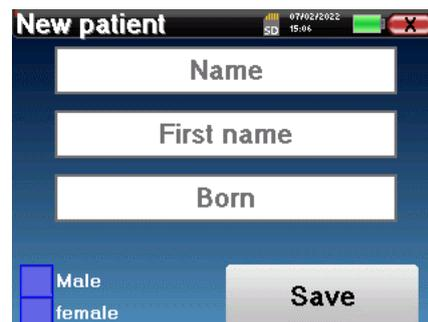 New patient
SD 07/02/2022
15:06
X
Name
First name
Born
Male
female
Save